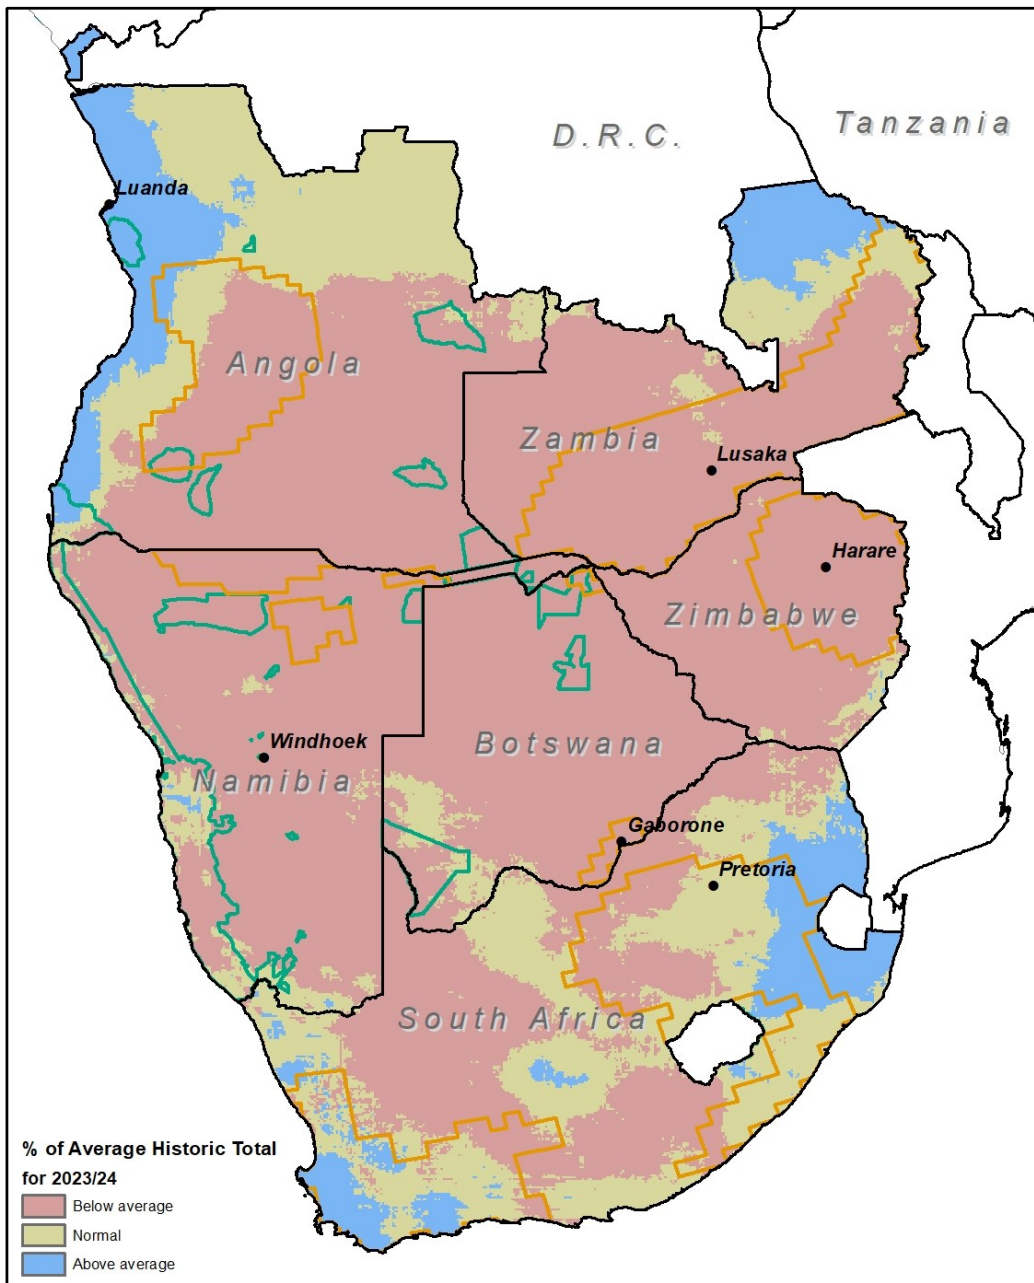 D.R.C.
Tanzania
Luanda
Angola
Zambia
Lusaka
Harare
Zimbabwe
Botswana
Windhoek
Namibia
Gaborone
Pretoria
South Africa
% of Average Historic Total
for 2023/24
Below average
Normal
Above average